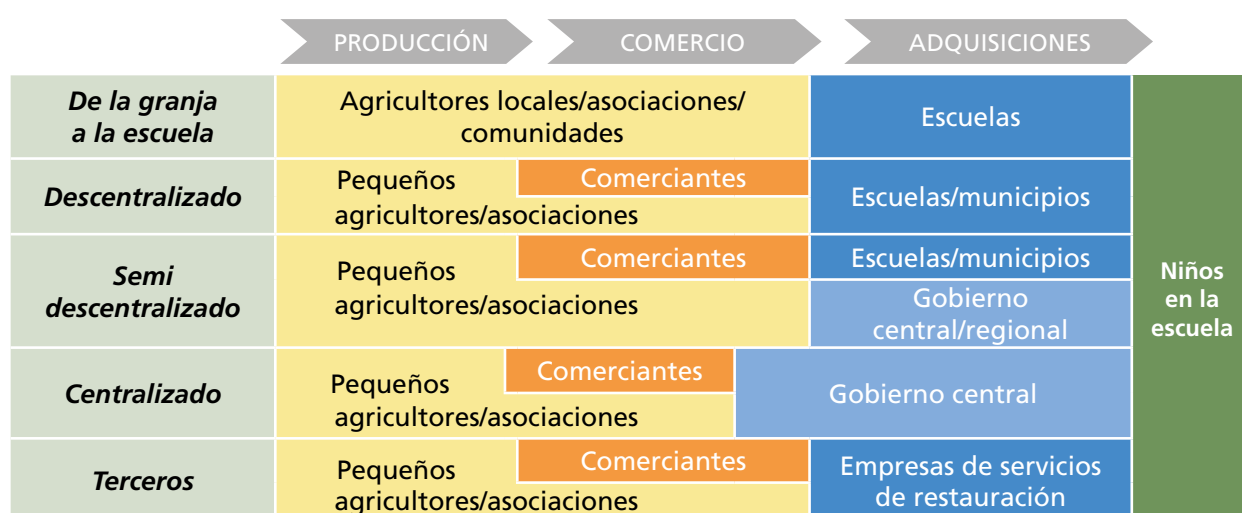 PRODUCCIÓN
COMERCIO
ADQUISICIONES
De la granja
a la escuela
Agricultores locales/asociaciones/
comunidades
Escuelas
Descentralizado
Pequeños
agricultores/asociaciones
Comerciantes
Escuelas/municipios
Semi
descentralizado
Pequeños
agricultores/asociaciones
Comerciantes
Escuelas/municipios
Gobierno
central/regional
Centralizado
Pequeños
agricultores/asociaciones
Comerciantes
Gobierno central
Terceros
Pequeños
agricultores/asociaciones
Comerciantes
Empresas de servicios
de restauración
Niños
en la
escuela